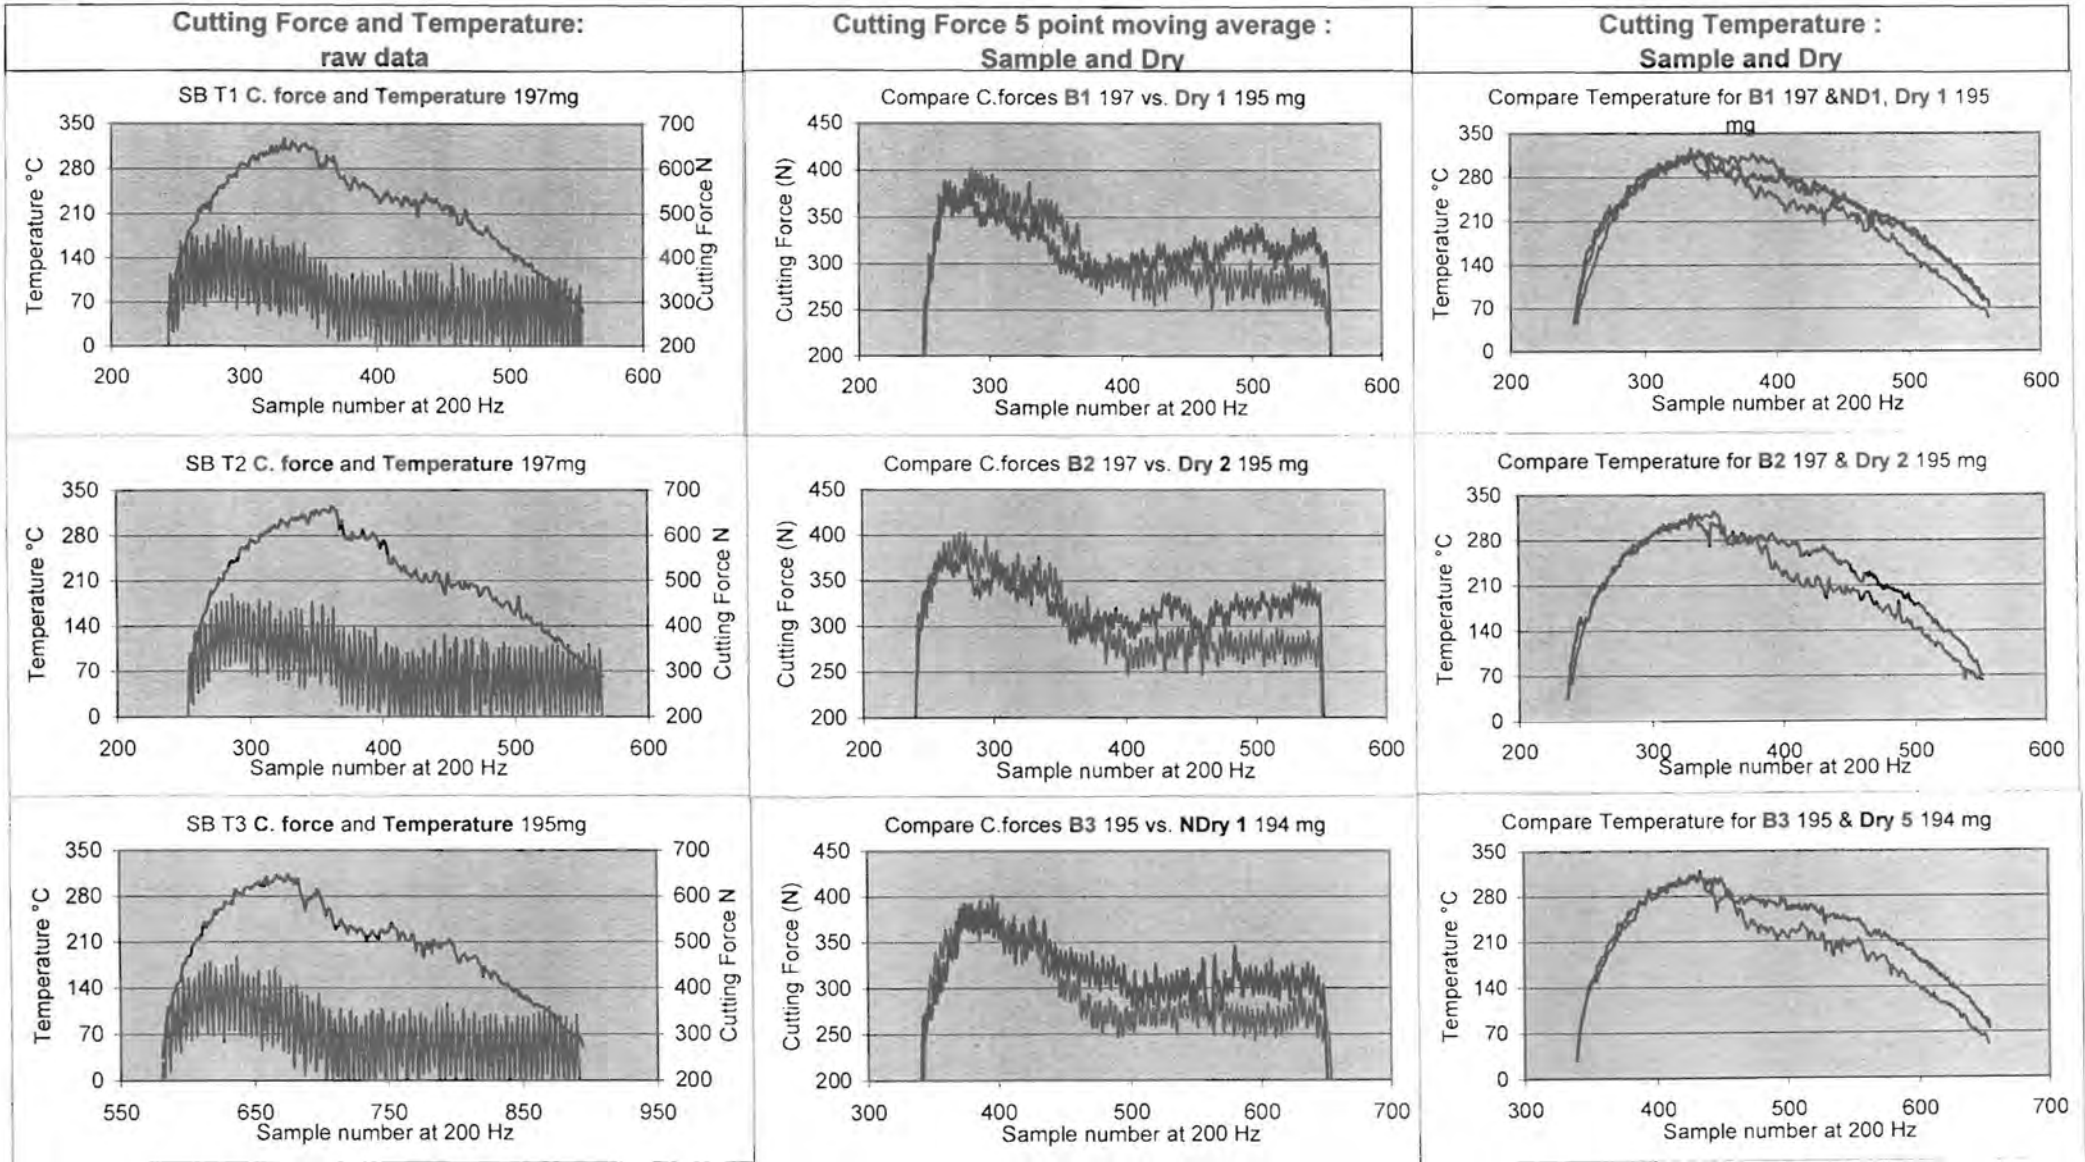 Cutting Force and Temperature:
raw data
Cutting Force 5 point moving average :
Sample and Dry
Cutting Temperature :
Sample and Dry
SB T1 C. force and Temperature 197mg
350
280
210
140
70
0
Temperature °C
700
600
500
400
300
200
Cutting Force N
200 300 400 500 600
Sample number at 200 Hz
Compare C.forces B1 197 vs. Dry 1 195 mg
450
400
350
300
250
200
Cutting Force (N)
200 300 400 500 600
Sample number at 200 Hz
Compare Temperature for B1 197 &ND1, Dry 1 195
mg
350
280
210
140
70
0
Temperature °C
200 300 400 500 600
Sample number at 200 Hz
SB T2 C. force and Temperature 197mg
350
280
210
140
70
0
Temperature °C
700
600
500
400
300
200
Cutting Force N
200 300 400 500 600
Sample number at 200 Hz
Compare C.forces B2 197 vs. Dry 2 195 mg
450
400
350
300
250
200
Cutting Force (N)
200 300 400 500 600
Sample number at 200 Hz
Compare Temperature for B2 197 & Dry 2 195 mg
350
280
210
140
70
0
Temperature °C
200 300 400 500 600
Sample number at 200 Hz
SB T3 C. force and Temperature 195mg
350
280
210
140
70
0
Temperature °C
700
600
500
400
300
200
Cutting Force N
550 650 750 850 950
Sample number at 200 Hz
Compare C.forces B3 195 vs. NDry 1 194 mg
450
400
350
300
250
200
Cutting Force (N)
300 400 500 600 700
Sample number at 200 Hz
Compare Temperature for B3 195 & Dry 5 194 mg
350
280
210
140
70
0
Temperature °C
300 400 500 600 700
Sample number at 200 Hz